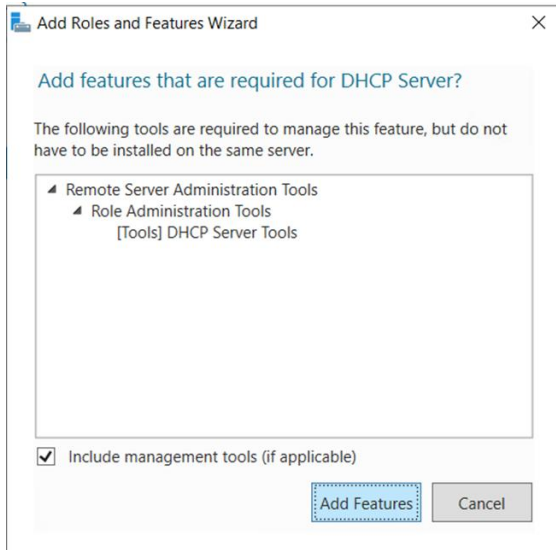 Add Roles and Features Wizard
Add features that are required for DHCP Server?
The following tools are required to manage this feature, but do not
have to be installed on the same server.
Remote Server Administration Tools
Role Administration Tools
[Tools] DHCP Server Tools
Include management tools (if applicable)
Add Features
Cancel